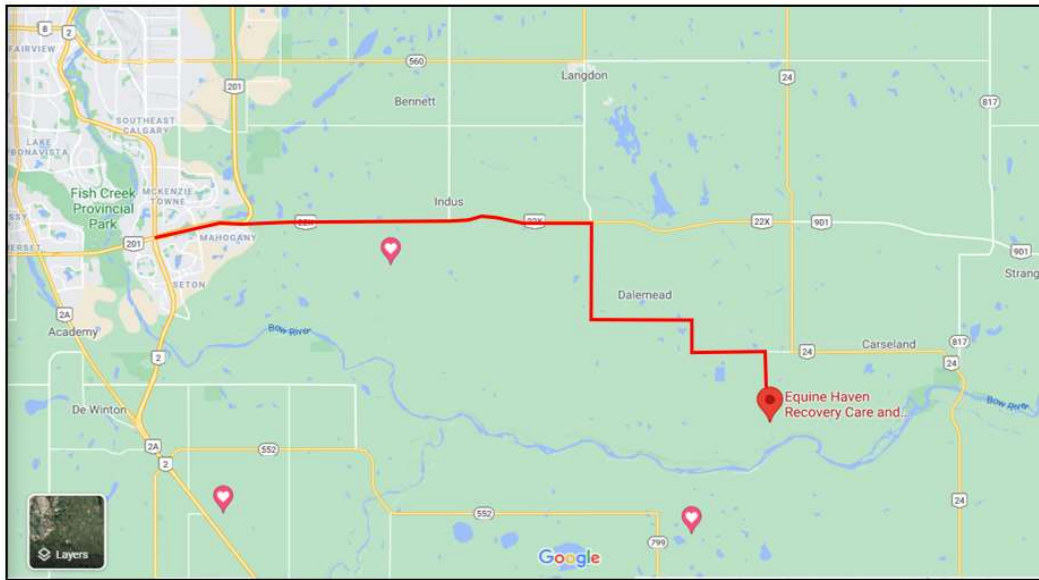 8
2
FAIRVIEW
560
Langdon
24
201
Bennett
817
SOUTHEAST
CALGARY
LAKE
BONAVISTA
MCKENZIE
TOWNE
Fish Creek
Provincial
Park
Indus
22X
22X
22X
901
201
MAHOGANY
901
SETON
Strang
Dalemead
2A
Academy
Bow River
2
24
Carseland
817
24
De Winton
Equine Haven
Recovery Care and...
Bow River
2A
2
552
24
552
799
Layers
Google